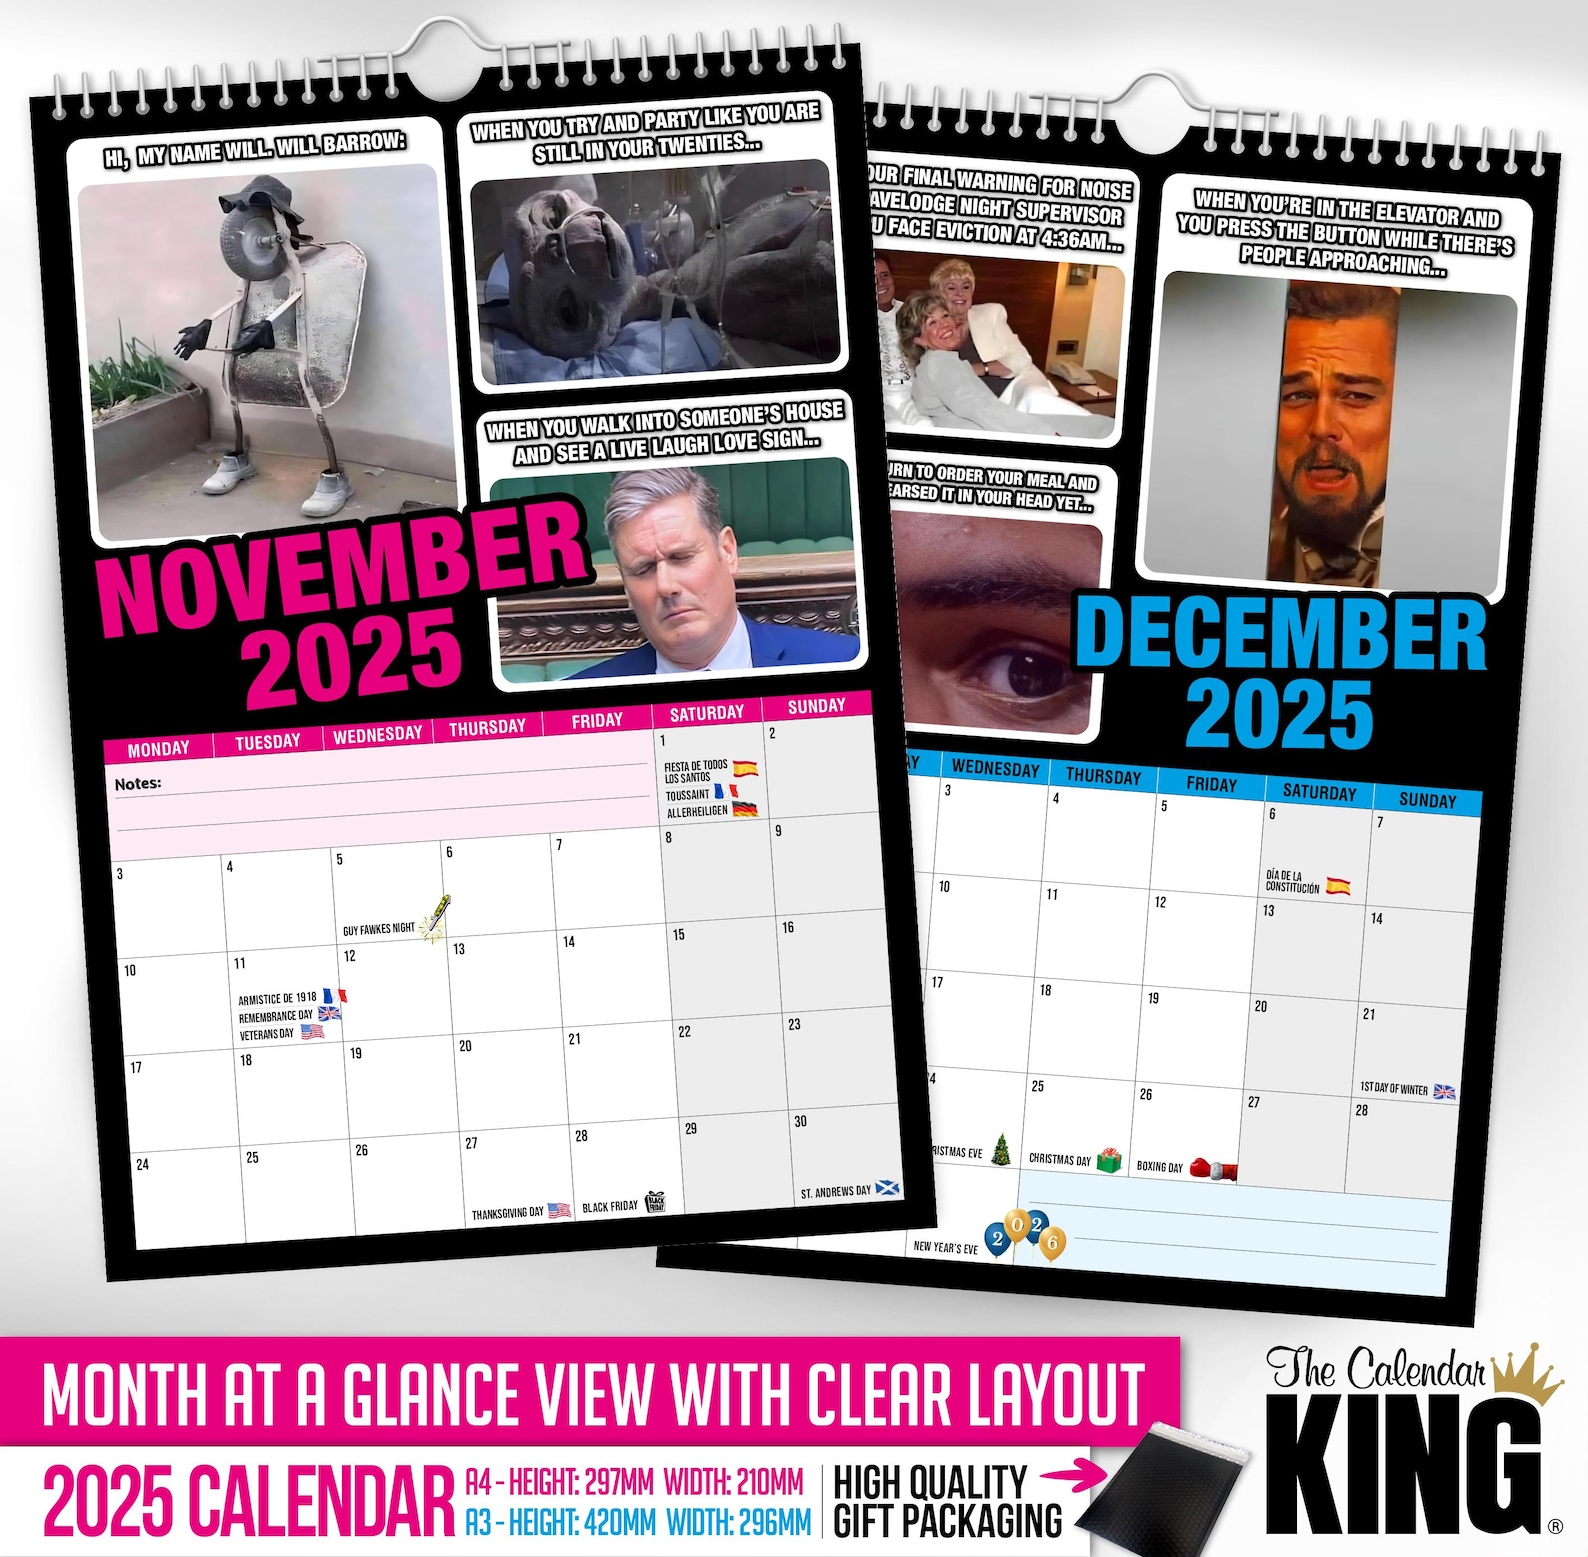 HI, MY NAME WILL. WILL BARROW:
WHEN YOU TRY AND PARTY LIKE YOU ARE
STILL IN YOUR TWENTIES...
WHEN YOU WALK INTO SOMEONE'S HOUSE
AND SEE A LIVE LAUGH LOVE SIGN...
NOVEMBER
2025
MONDAY TUESDAY WEDNESDAY THURSDAY FRIDAY SATURDAY SUNDAY
Notes:
1 2
FIESTA DE TODOS
LOS SANTOS
TOUSSAINT
ALLERHEILIGEN
3 4 5 6 7 8 9
GUY FAWKES NIGHT
10 11 12 13 14 15 16
ARMISTICE DE 1918
REMEMBRANCE DAY
VETERANS DAY
17 18 19 20 21 22 23
24 25 26 27 28 29 30
THANKSGIVING DAY
BLACK FRIDAY
BLACK
FRIDAY
ST. ANDREWS DAY
OUR FINAL WARNING FOR NOISE
AVELODGE NIGHT SUPERVISOR
U FACE EVICTION AT 4:36AM...
WHEN YOU'RE IN THE ELEVATOR AND
YOU PRESS THE BUTTON WHILE THERE'S
PEOPLE APPROACHING...
URN TO ORDER YOUR MEAL AND
EARSED IT IN YOUR HEAD YET...
DECEMBER
2025
AY WEDNESDAY THURSDAY FRIDAY SATURDAY SUNDAY
3 4 5 6 7
DÍA DE LA
CONSTITUCIÓN
10 11 12 13 14
17 18 19 20 21
1ST DAY OF WINTER
24 25 26 27 28
RISTMAS EVE
CHRISTMAS DAY
BOXING DAY
NEW YEAR'S EVE
2026
MONTH AT A GLANCE VIEW WITH CLEAR LAYOUT
2025 CALENDAR
A4 - HEIGHT: 297MM WIDTH: 210MM
A3 - HEIGHT: 420MM WIDTH: 296MM
HIGH QUALITY
GIFT PACKAGING
The Calendar
KING®